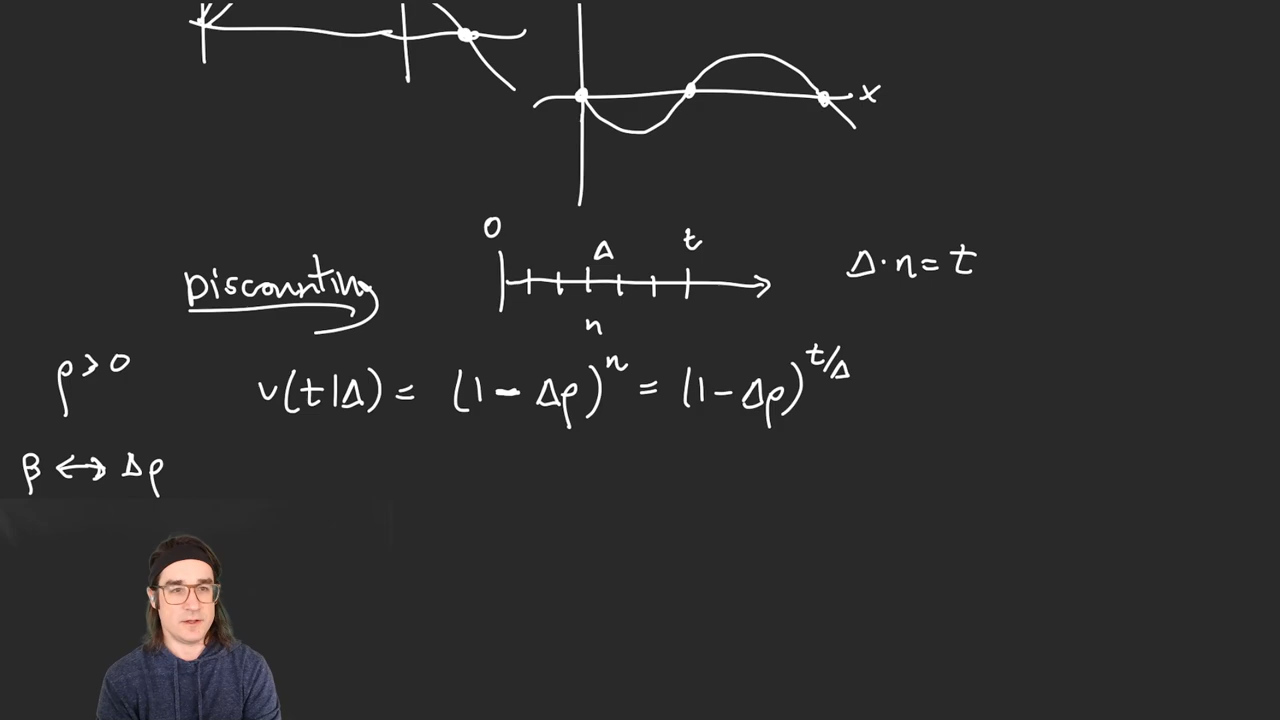 x
0 Δ t Δ·n = t
Discounting
n
ρ > 0 v(t|Δ) = (1 - Δρ)^n = (1 - Δρ)^{t/Δ}
β ↔ Δρ